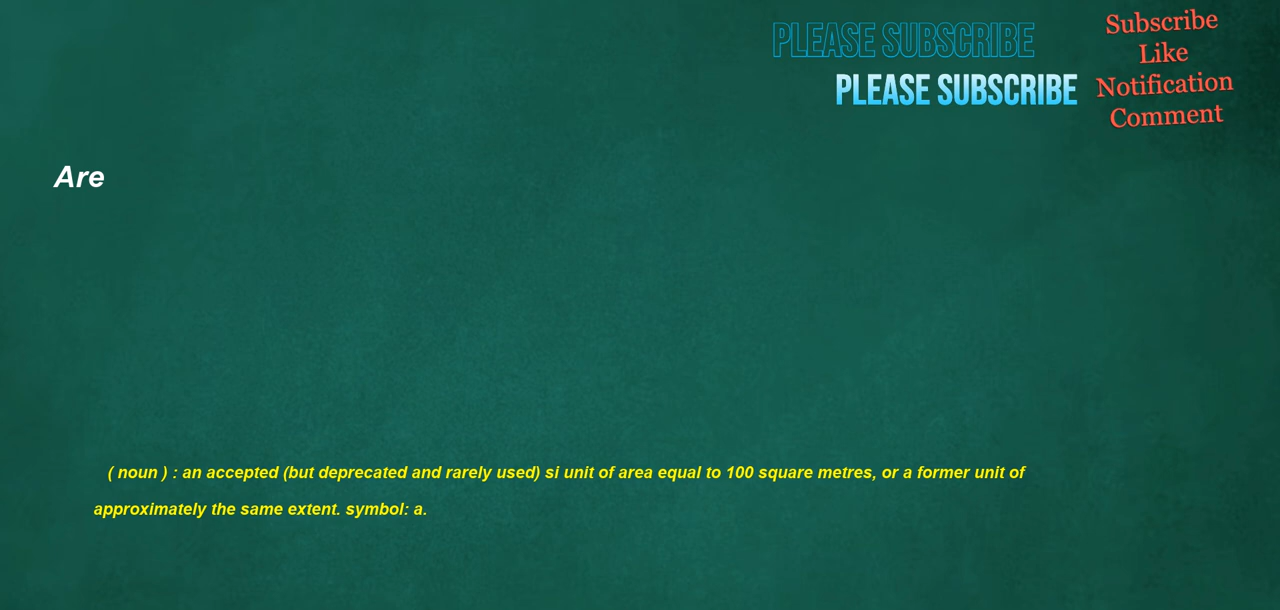 PLEASE SUBSCRIBE
PLEASE SUBSCRIBE
Subscribe
Like
Notification
Comment
Are
( noun ) : an accepted (but deprecated and rarely used) si unit of area equal to 100 square metres, or a former unit of
approximately the same extent. symbol: a.